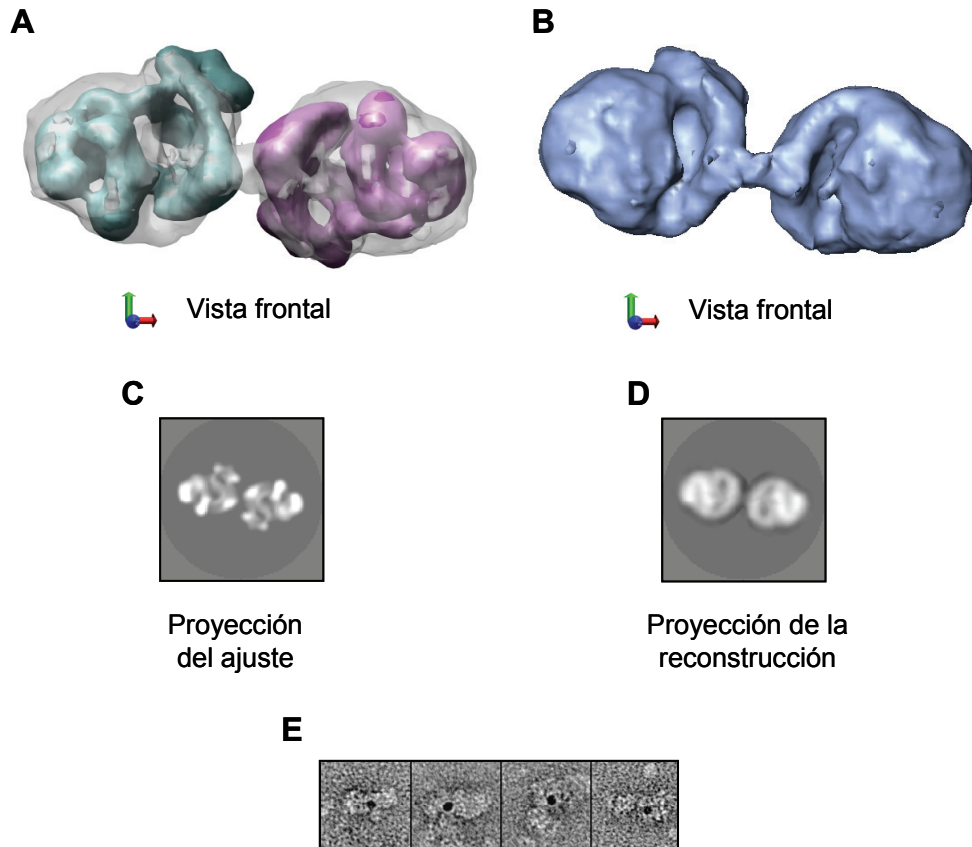 A
B
Vista frontal
Vista frontal
C
D
Proyección
del ajuste
Proyección de la
reconstrucción
E